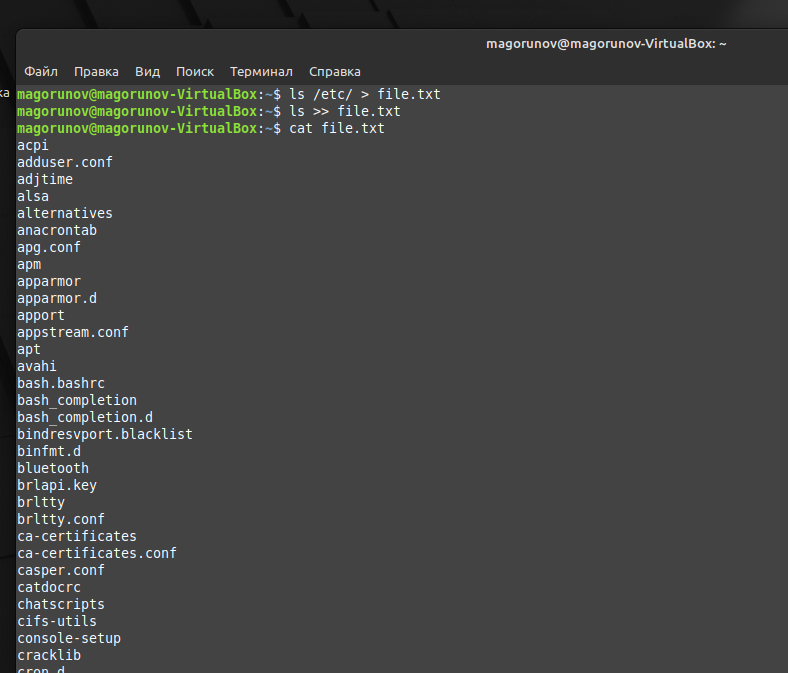 magorunov@magorunov-VirtualBox: ~
Файл Правка Вид Поиск Терминал Справка
ка
magorunov@magorunov-VirtualBox:~$ ls /etc/ > file.txt
magorunov@magorunov-VirtualBox:~$ ls >> file.txt
magorunov@magorunov-VirtualBox:~$ cat file.txt
acpi
adduser.conf
adjtime
alsa
alternatives
anacrontab
apg.conf
apm
apparmor
apparmor.d
apport
appstream.conf
apt
avahi
bash.bashrc
bash_completion
bash_completion.d
bindresvport.blacklist
binfmt.d
bluetooth
brlapi.key
brltty
brltty.conf
ca-certificates
ca-certificates.conf
casper.conf
catdocrc
chatscripts
cifs-utils
console-setup
cracklib
cron.d